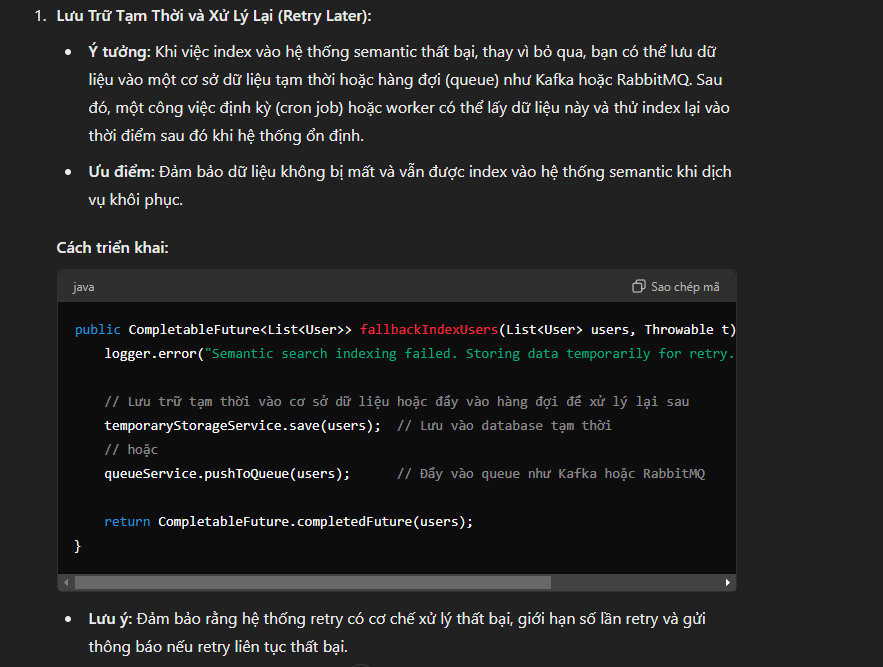 1. Lưu Trữ Tạm Thời và Xử Lý Lại (Retry Later):
• Ý tưởng: Khi việc index vào hệ thống semantic thất bại, thay vì bỏ qua, bạn có thể lưu dữ
liệu vào một cơ sở dữ liệu tạm thời hoặc hàng đợi (queue) như Kafka hoặc RabbitMQ. Sau
đó, một công việc định kỳ (cron job) hoặc worker có thể lấy dữ liệu này và thử index lại vào
thời điểm sau đó khi hệ thống ổn định.
• Ưu điểm: Đảm bảo dữ liệu không bị mất và vẫn được index vào hệ thống semantic khi dịch
vụ khôi phục.
Cách triển khai:
java Sao chép mã
public CompletableFuture<List<User>> fallbackIndexUsers(List<User> users, Throwable t)
logger.error("Semantic search indexing failed. Storing data temporarily for retry.
// Lưu trữ tạm thời vào cơ sở dữ liệu hoặc đẩy vào hàng đợi để xử lý lại sau
temporaryStorageService.save(users); // Lưu vào database tạm thời
// hoặc
queueService.pushToQueue(users); // Đẩy vào queue như Kafka hoặc RabbitMQ
return CompletableFuture.completedFuture(users);
}
• Lưu ý: Đảm bảo rằng hệ thống retry có cơ chế xử lý thất bại, giới hạn số lần retry và gửi
thông báo nếu retry liên tục thất bại.